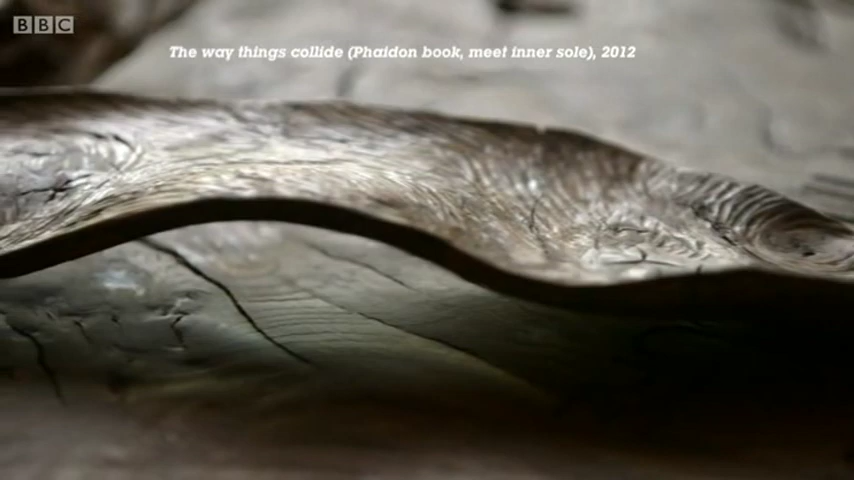 BBC
The way things collide (Phaidon book, meet inner sole), 2012